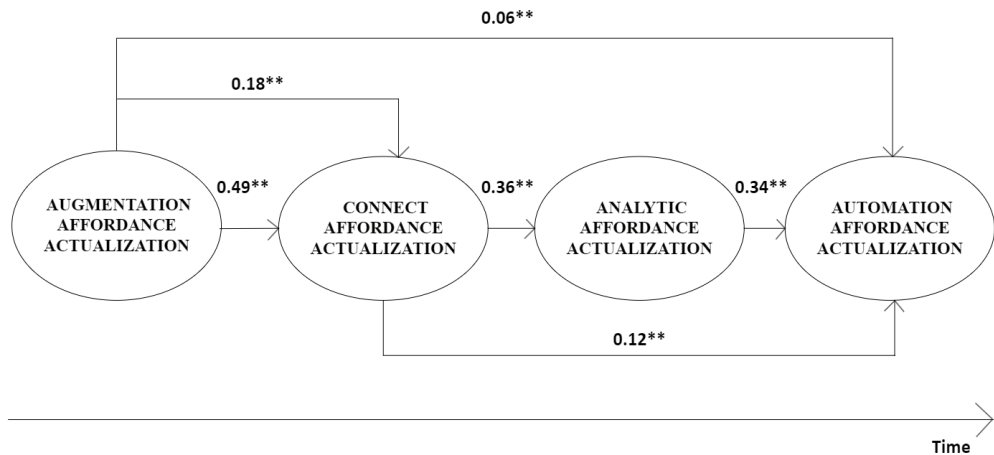 0.06**
0.18**
0.49**
0.36**
0.34**
AUGMENTATION
AFFORDANCE
ACTUALIZATION
CONNECT
AFFORDANCE
ACTUALIZATION
ANALYTIC
AFFORDANCE
ACTUALIZATION
AUTOMATION
AFFORDANCE
ACTUALIZATION
0.12**
Time